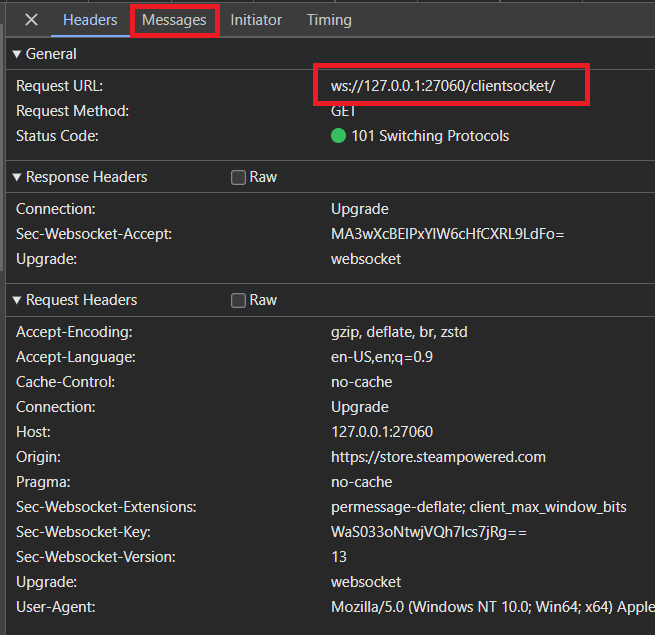 Headers Messages Initiator Timing
General
Request URL: ws://127.0.0.1:27060/clientsocket/
Request Method: GET
Status Code: 101 Switching Protocols
Response Headers Raw
Connection: Upgrade
Sec-Websocket-Accept: MA3wXcBEIPxYIW6cHfCXRL9LdFo=
Upgrade: websocket
Request Headers Raw
Accept-Encoding: gzip, deflate, br, zstd
Accept-Language: en-US,en;q=0.9
Cache-Control: no-cache
Connection: Upgrade
Host: 127.0.0.1:27060
Origin: https://store.steampowered.com
Pragma: no-cache
Sec-Websocket-Extensions: permessage-deflate; client_max_window_bits
Sec-Websocket-Key: WaS033oNtwjVQh7Ics7jRg==
Sec-Websocket-Version: 13
Upgrade: websocket
User-Agent: Mozilla/5.0 (Windows NT 10.0; Win64; x64) Apple